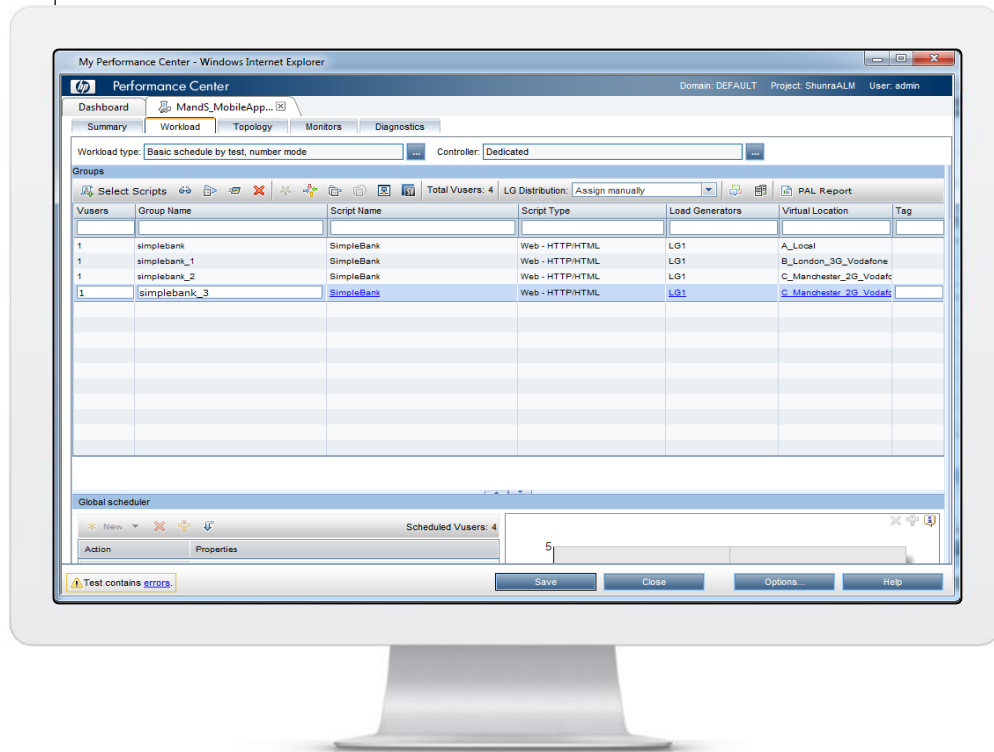 My Performance Center - Windows Internet Explorer
hp Performance Center Domain: DEFAULT Project: ShunraALM User: admin
Dashboard MandS_MobileApp...
Summary Workload Topology Monitors Diagnostics
Workload type: Basic schedule by test, number mode ... Controller: Dedicated ...
Groups
Select Scripts Total Vusers: 4 LG Distribution: Assign manually PAL Report
Vusers Group Name Script Name Script Type Load Generators Virtual Location Tag
1 simplebank SimpleBank Web - HTTP/HTML LG1 A_Local
1 simplebank_1 SimpleBank Web - HTTP/HTML LG1 B_London_3G_Vodafone
1 simplebank_2 SimpleBank Web - HTTP/HTML LG1 C_Manchester_2G_Vodafc
1 simplebank_3 SimpleBank Web - HTTP/HTML LG1 C_Manchester_2G_Vodafc
Global scheduler
New Scheduled Vusers: 4
Action Properties
5
Test contains errors. Save Close Options... Help